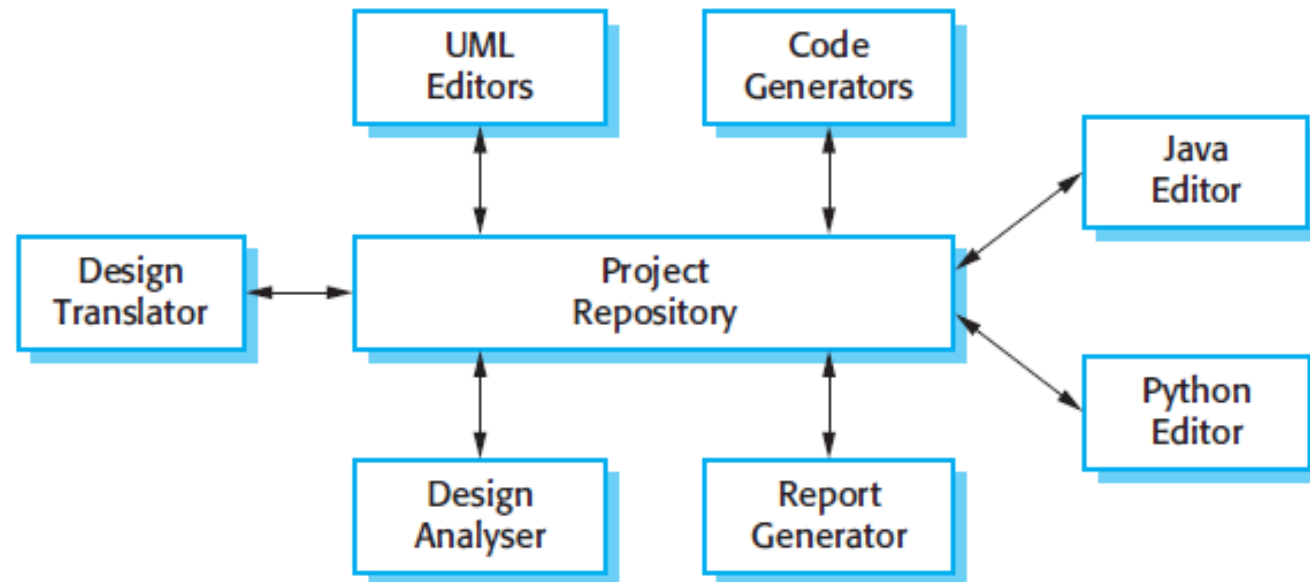 UML
Editors
Code
Generators
Java
Editor
Design
Translator
Project
Repository
Python
Editor
Design
Analyser
Report
Generator